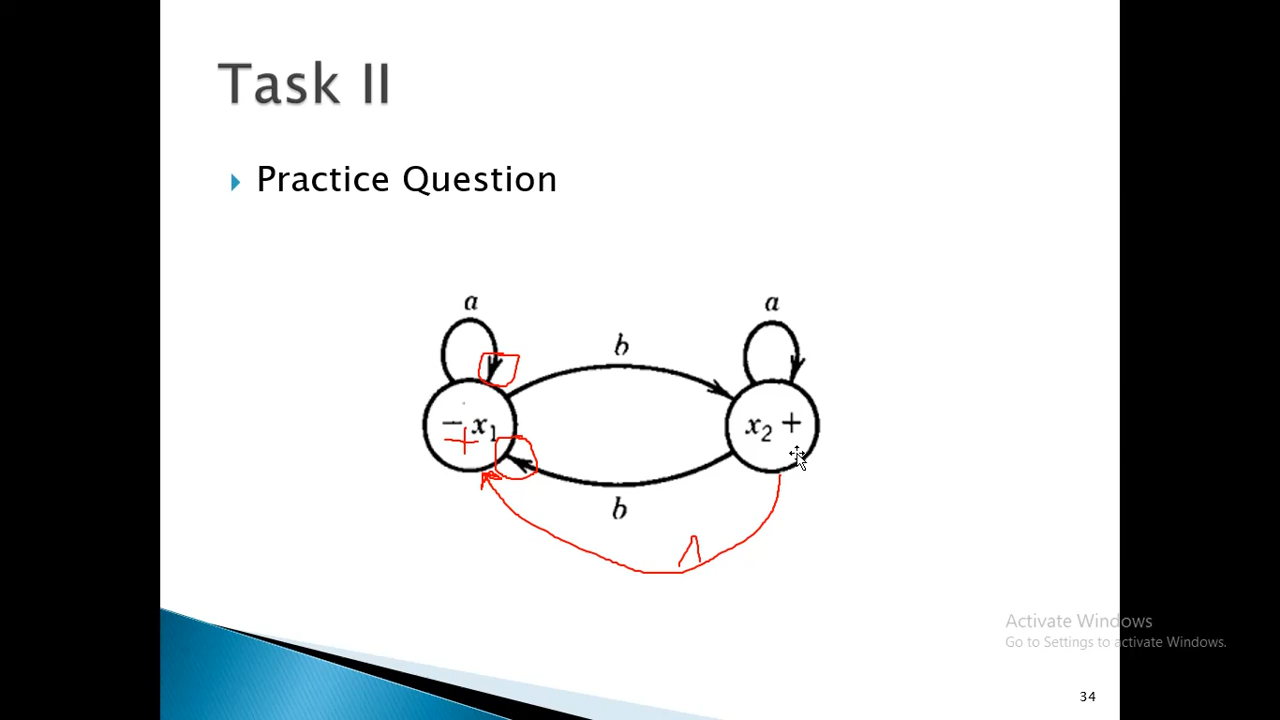 Task II
Practice Question
a a
b
− x₁ x₂ +
+
b
Λ
Activate Windows
Go to Settings to activate Windows.
34